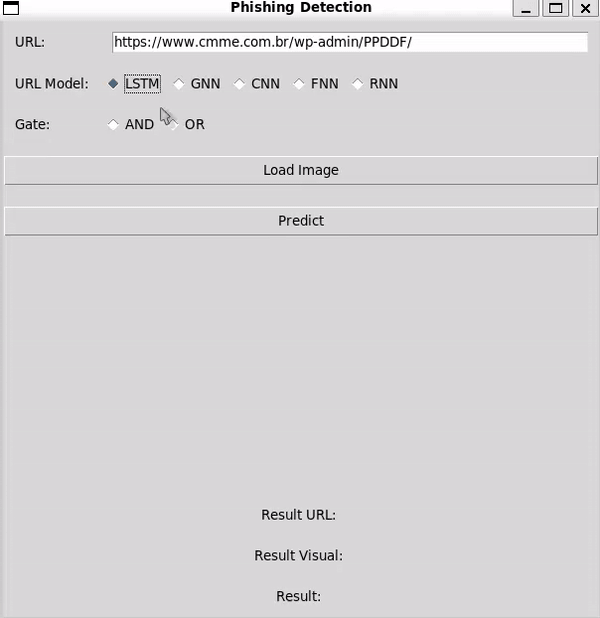 Phishing Detection
URL: https://www.cmme.com.br/wp-admin/PPDDF/
URL Model: LSTM GNN CNN FNN RNN
Gate: AND OR
Load Image
Predict
Result URL:
Result Visual:
Result: